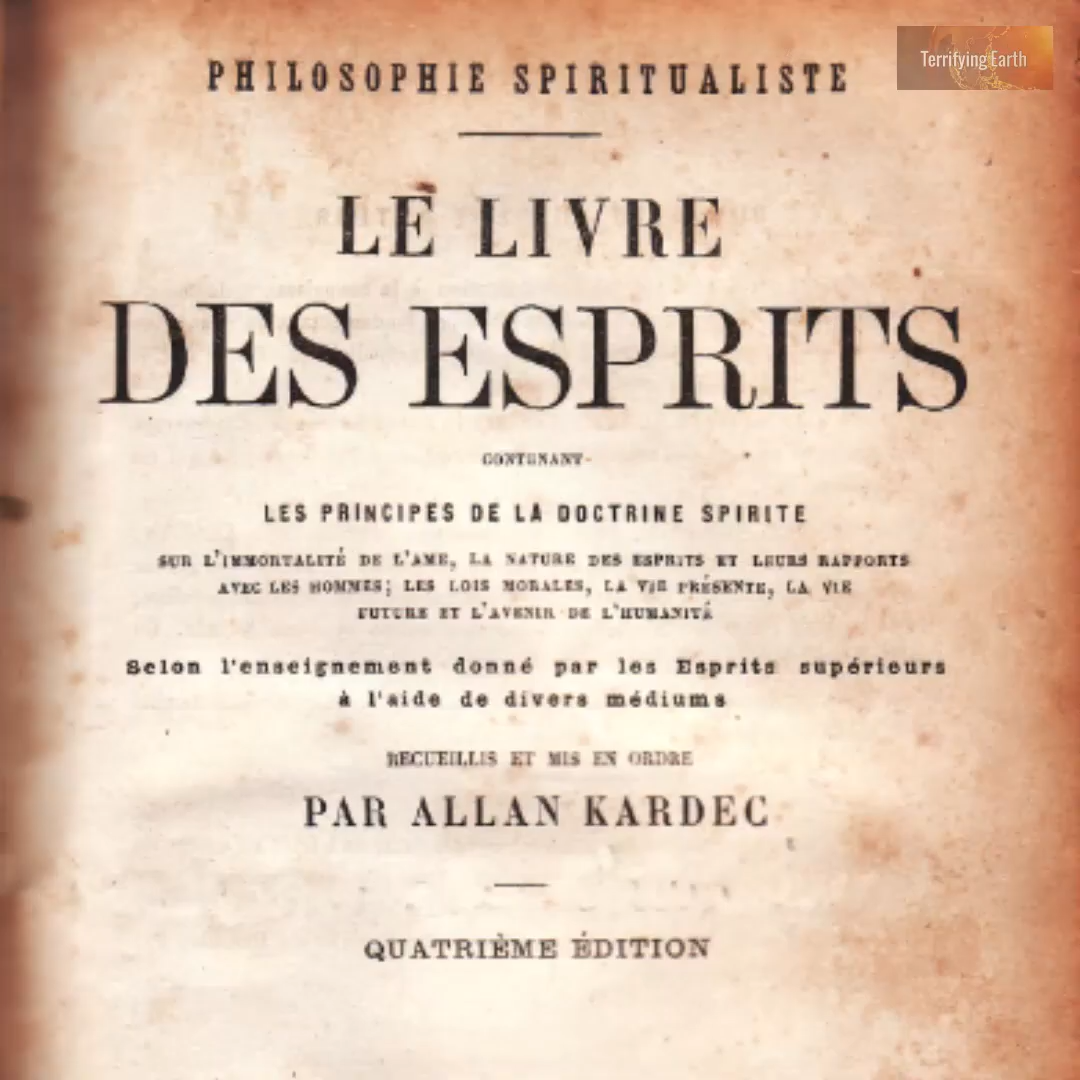 Terrifying Earth
PHILOSOPHIE SPIRITUALISTE
LE LIVRE
DES ESPRITS
CONTENANT
LES PRINCIPES DE LA DOCTRINE SPIRITE
SUR L'IMMORTALITÉ DE L'AME, LA NATURE DES ESPRITS ET LEURS RAPPORTS
AVEC LES HOMMES; LES LOIS MORALES, LA VIE PRÉSENTE, LA VIE
FUTURE ET L'AVENIR DE L'HUMANITÉ
Selon l'enseignement donné par les Esprits supérieurs
à l'aide de divers médiums
RECUEILLIS ET MIS EN ORDRE
PAR ALLAN KARDEC
QUATRIÈME ÉDITION